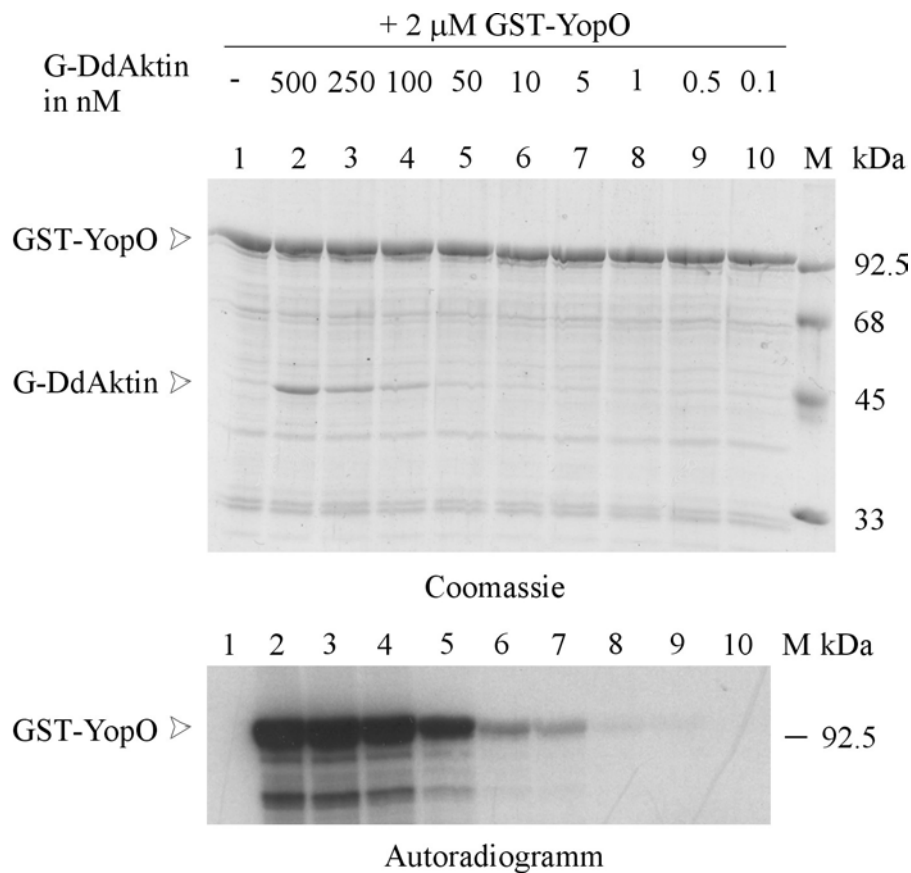 + 2 μM GST-YopO
G-DdAktin in nM
- 500 250 100 50 10 5 1 0.5 0.1
1 2 3 4 5 6 7 8 9 10 M kDa
GST-YopO
92.5
68
G-DdAktin
45
33
Coomassie
1 2 3 4 5 6 7 8 9 10 M kDa
GST-YopO
– 92.5
Autoradiogramm